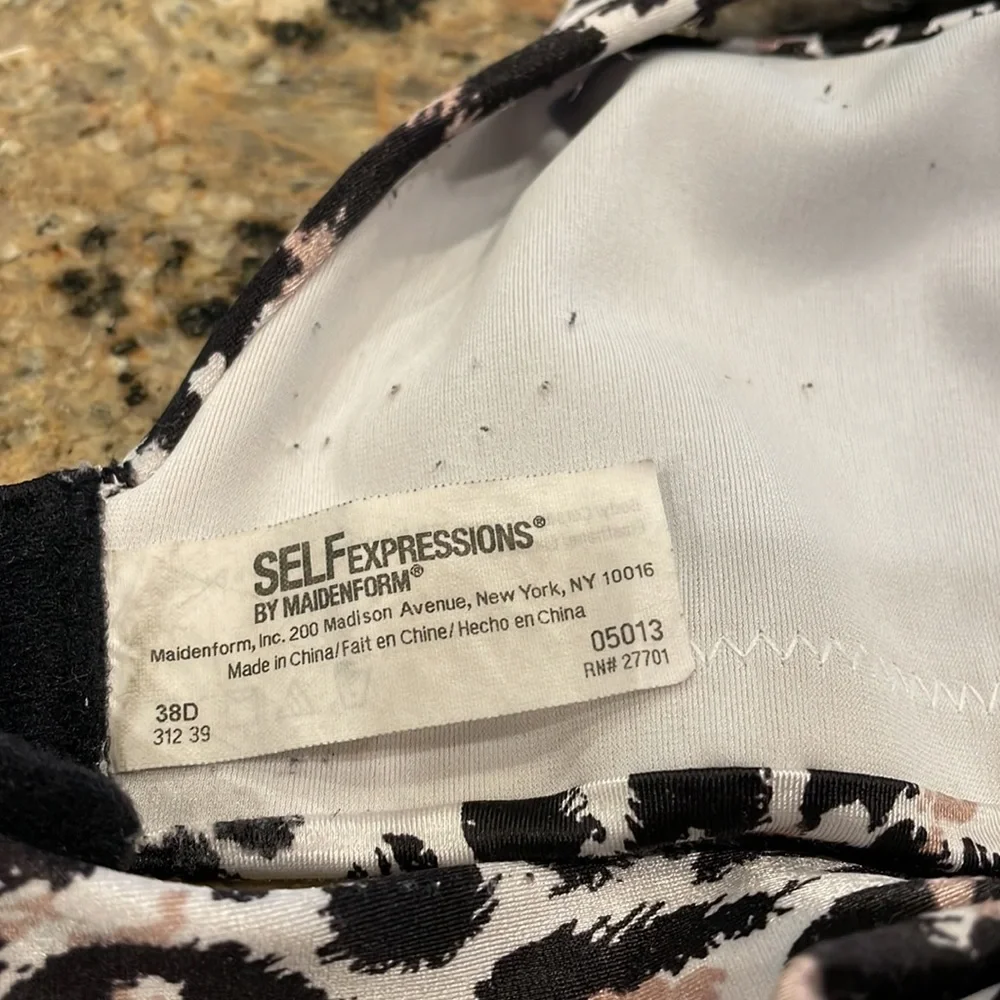 SELFEXPRESSIONS®
BY MAIDENFORM®
Maidenform, Inc. 200 Madison Avenue, New York, NY 10016
Made in China/Fait en Chine/Hecho en China
05013
RN# 27701
38D
312 39